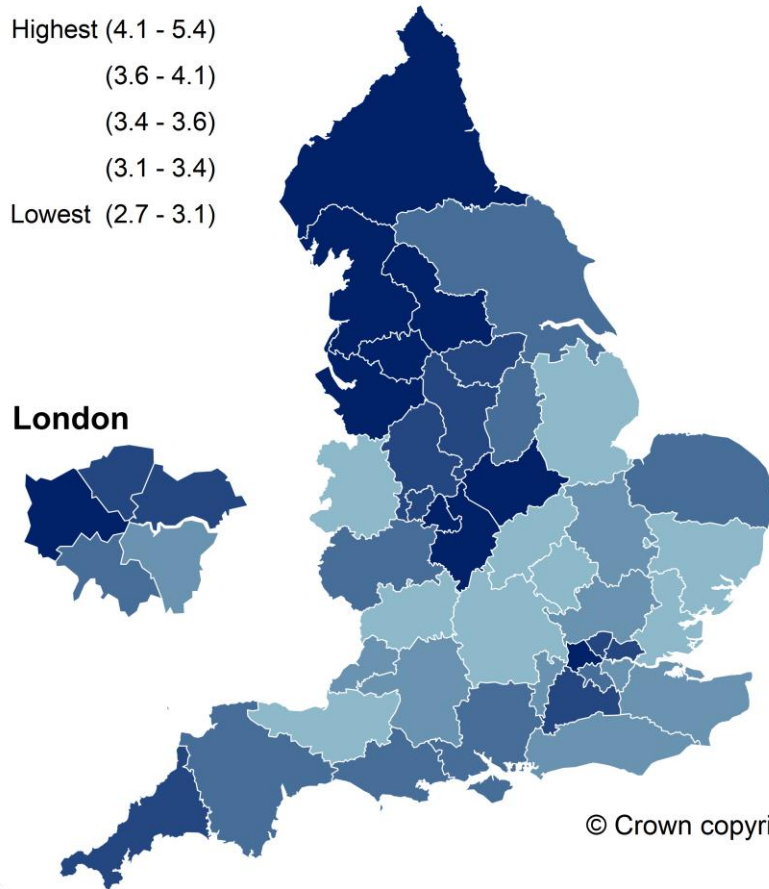 Highest (4.1 - 5.4)
(3.6 - 4.1)
(3.4 - 3.6)
(3.1 - 3.4)
Lowest (2.7 - 3.1)
London
© Crown copyri